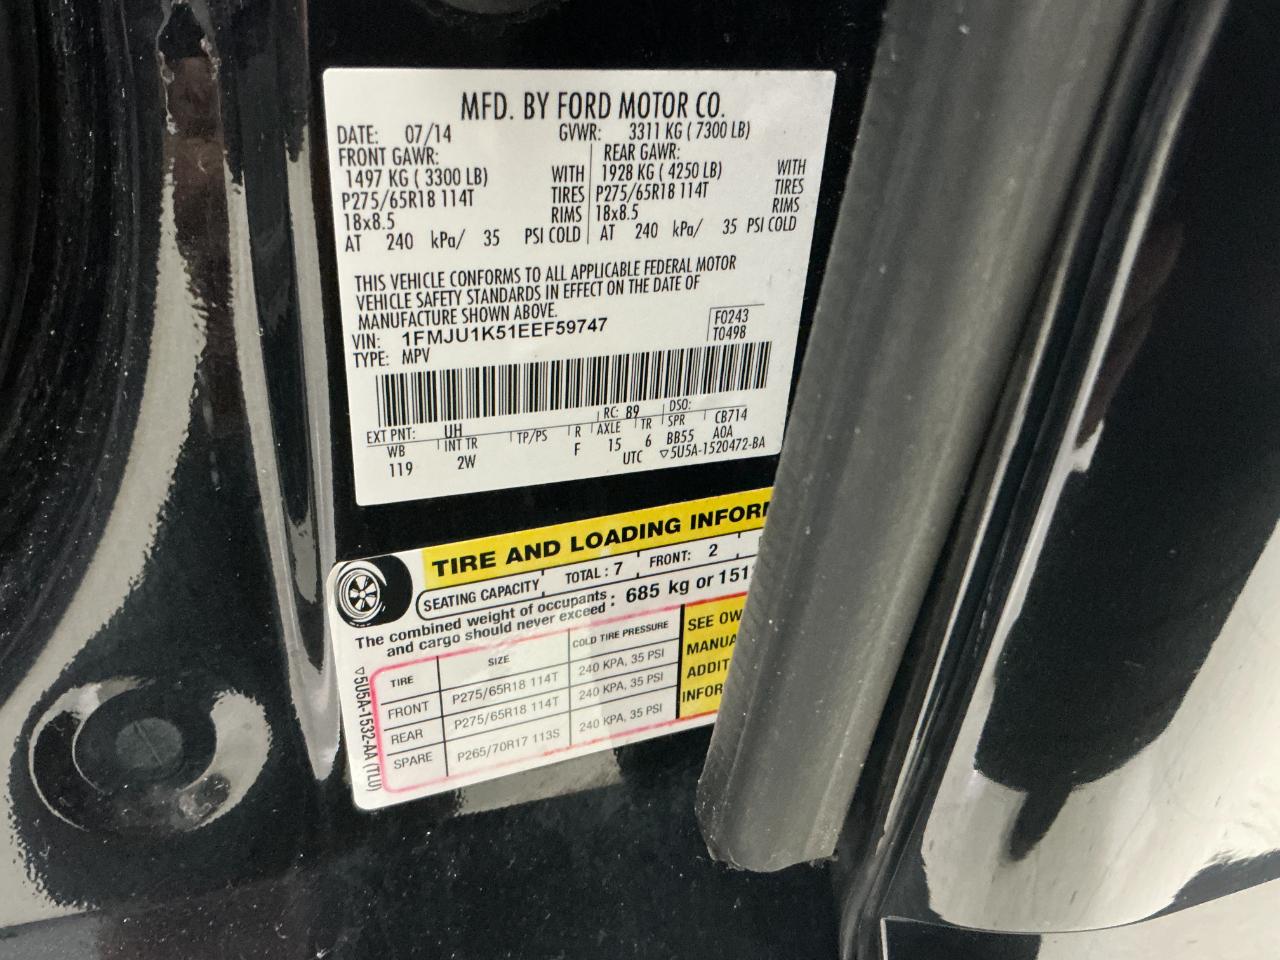 MFD. BY FORD MOTOR CO.
DATE: 07/14 GVWR: 3311 KG ( 7300 LB)
FRONT GAWR: REAR GAWR:
1497 KG ( 3300 LB) WITH 1928 KG ( 4250 LB) WITH
P275/65R18 114T TIRES P275/65R18 114T TIRES
18x8.5 RIMS 18x8.5 RIMS
AT 240 kPa/ 35 PSI COLD AT 240 kPa/ 35 PSI COLD
THIS VEHICLE CONFORMS TO ALL APPLICABLE FEDERAL MOTOR
VEHICLE SAFETY STANDARDS IN EFFECT ON THE DATE OF
MANUFACTURE SHOWN ABOVE.
VIN: 1FMJU1K51EEF59747 F0243
TYPE: MPV T0498
EXT PNT: UH RC: 89 DSO:
WB INT TR TP/PS R AXLE TR SPR CB714
119 2W F 15 6 BB55 A0A
UTC ▽5U5A-1520472-BA
TIRE AND LOADING INFOR
SEATING CAPACITY TOTAL : 7 FRONT: 2
The combined weight of occupants
and cargo should never exceed : 685 kg or 151
TIRE SIZE COLD TIRE PRESSURE
FRONT P275/65R18 114T 240 KPA, 35 PSI
REAR P275/65R18 114T 240 KPA, 35 PSI
SPARE P265/70R17 113S 240 KPA, 35 PSI
SEE OW
MANUA
ADDIT
INFOR
▽5U5A-1532-AA (TLU)